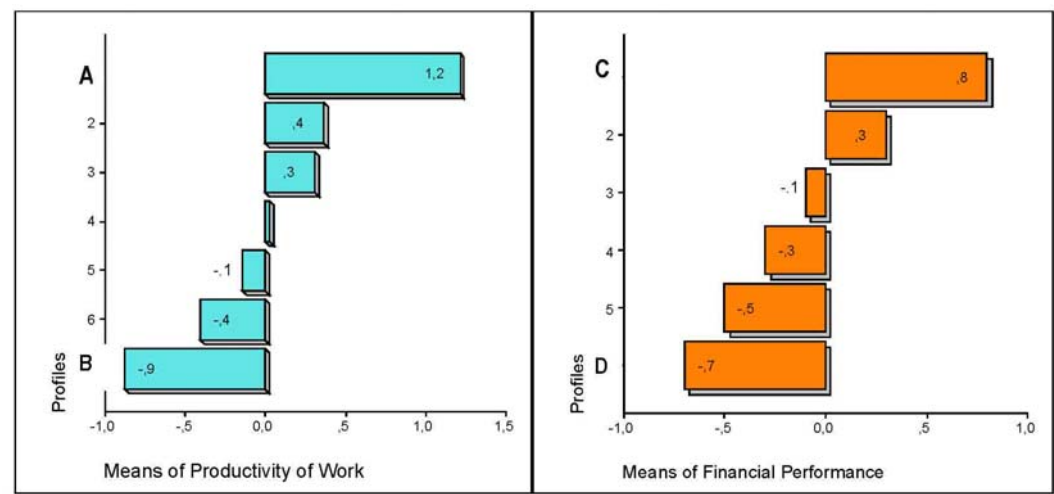 A
1,2
2
,4
3
,3
4
5
-.1
6
-,4
B
-,9
Profiles
-1,0 -,5 0,0 ,5 1,0 1,5
Means of Productivity of Work
C
,8
2
,3
3
-.1
4
-,3
5
-,5
D
-,7
Profiles
-1,0 -,5 0,0 ,5 1,0
Means of Financial Performance